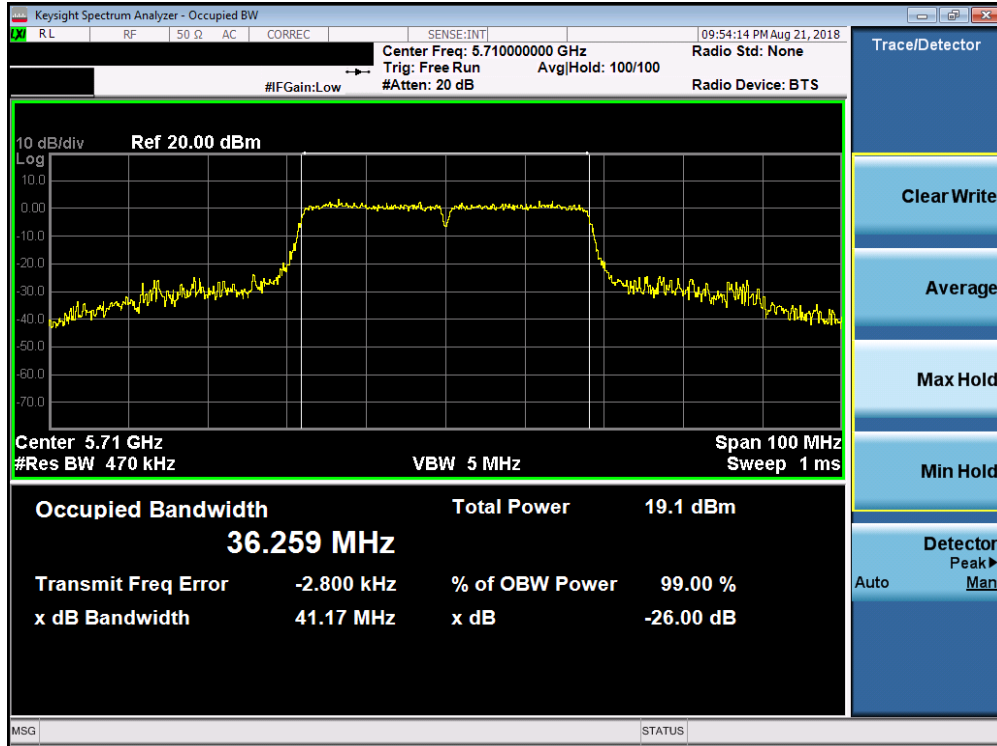 Keysight Spectrum Analyzer - Occupied BW
LXI RL RF 50 Ω AC CORREC SENSE:INT 09:54:14 PM Aug 21, 2018
Center Freq: 5.710000000 GHz Radio Std: None
Trig: Free Run Avg|Hold: 100/100
#IFGain:Low #Atten: 20 dB Radio Device: BTS
10 dB/div Ref 20.00 dBm
Log
10.0
0.00
-10.0
-20.0
-30.0
-40.0
-50.0
-60.0
-70.0
Center 5.71 GHz Span 100 MHz
#Res BW 470 kHz VBW 5 MHz Sweep 1 ms
Occupied Bandwidth Total Power 19.1 dBm
36.259 MHz
Transmit Freq Error -2.800 kHz % of OBW Power 99.00 %
x dB Bandwidth 41.17 MHz x dB -26.00 dB
MSG STATUS
Trace/Detector
Clear Write
Average
Max Hold
Min Hold
Detector
Peak▶
Auto Man